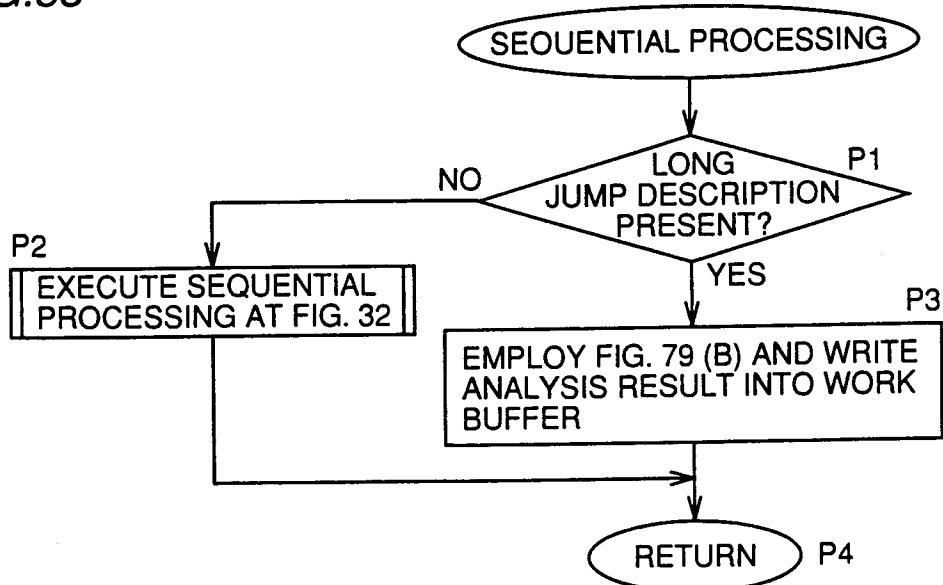 SEQUENTIAL PROCESSING
LONG
JUMP DESCRIPTION
PRESENT?
P1
NO
YES
P2
EXECUTE SEQUENTIAL
PROCESSING AT FIG. 32
P3
EMPLOY FIG. 79 (B) AND WRITE
ANALYSIS RESULT INTO WORK
BUFFER
RETURN
P4